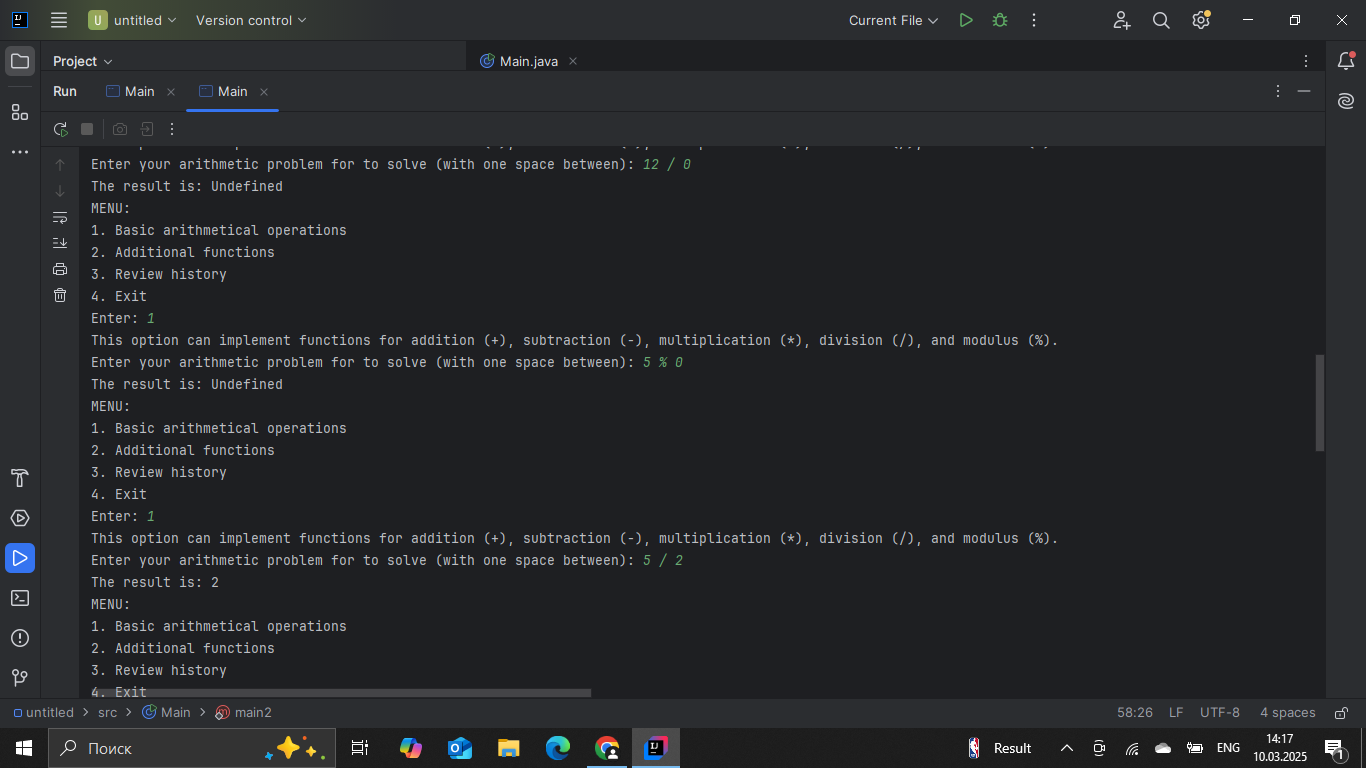 U untitled Version control Current File
Project Main.java
Run Main Main
Enter your arithmetic problem for to solve (with one space between): 12 / 0
The result is: Undefined
MENU:
1. Basic arithmetical operations
2. Additional functions
3. Review history
4. Exit
Enter: 1
This option can implement functions for addition (+), subtraction (-), multiplication (*), division (/), and modulus (%).
Enter your arithmetic problem for to solve (with one space between): 5 % 0
The result is: Undefined
MENU:
1. Basic arithmetical operations
2. Additional functions
3. Review history
4. Exit
Enter: 1
This option can implement functions for addition (+), subtraction (-), multiplication (*), division (/), and modulus (%).
Enter your arithmetic problem for to solve (with one space between): 5 / 2
The result is: 2
MENU:
1. Basic arithmetical operations
2. Additional functions
3. Review history
4. Exit
untitled > src > Main > main2 58:26 LF UTF-8 4 spaces
Поиск Result ENG 14:17
10.03.2025 1